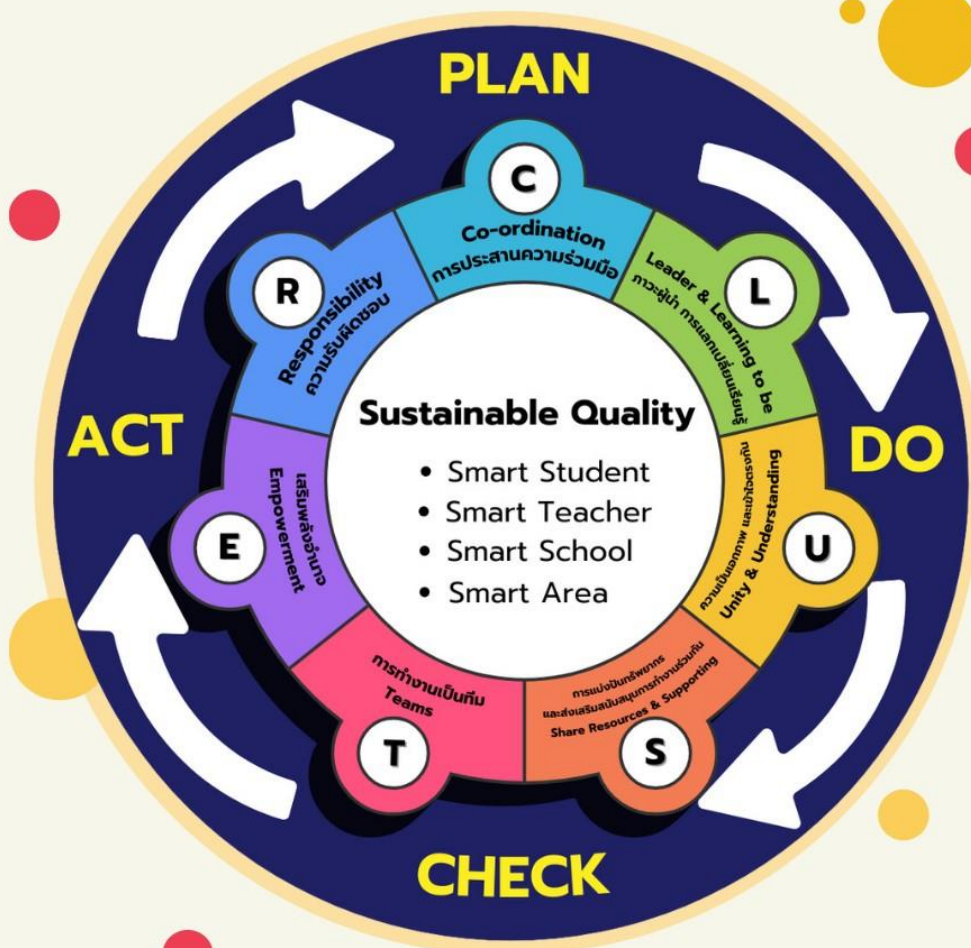 PLAN
C
Co-ordination
การประสานความร่วมมือ
L
Leader & Learning to be
ภาวะผู้นำ การแลกเปลี่ยนเรียนรู้
DO
U
ความเป็นเอกภาพ และเข้าใจตรงกัน
Unity & Understanding
การแบ่งปันทรัพยากร
และส่งเสริมสนับสนุนการทำงานร่วมกัน
Share Resources & Supporting
S
CHECK
การทำงานเป็นทีม
Teams
T
เสริมพลังอำนาจ
Empowerment
E
ACT
R
Responsibility
ความรับผิดชอบ
Sustainable Quality
• Smart Student
• Smart Teacher
• Smart School
• Smart Area